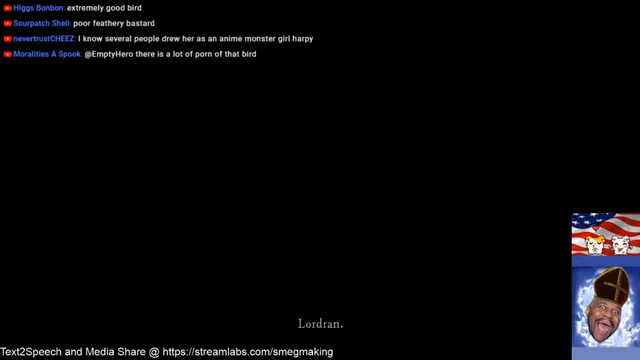 Higgs Bonbon: extremely good bird
Sourpatch Shell: poor feathery bastard
nevertrustCHEEZ: I know several people drew her as an anime monster girl harpy
Moralities A Spook: @EmptyHero there is a lot of porn of that bird
Lordran.
Text2Speech and Media Share @ https://streamlabs.com/smegmaking